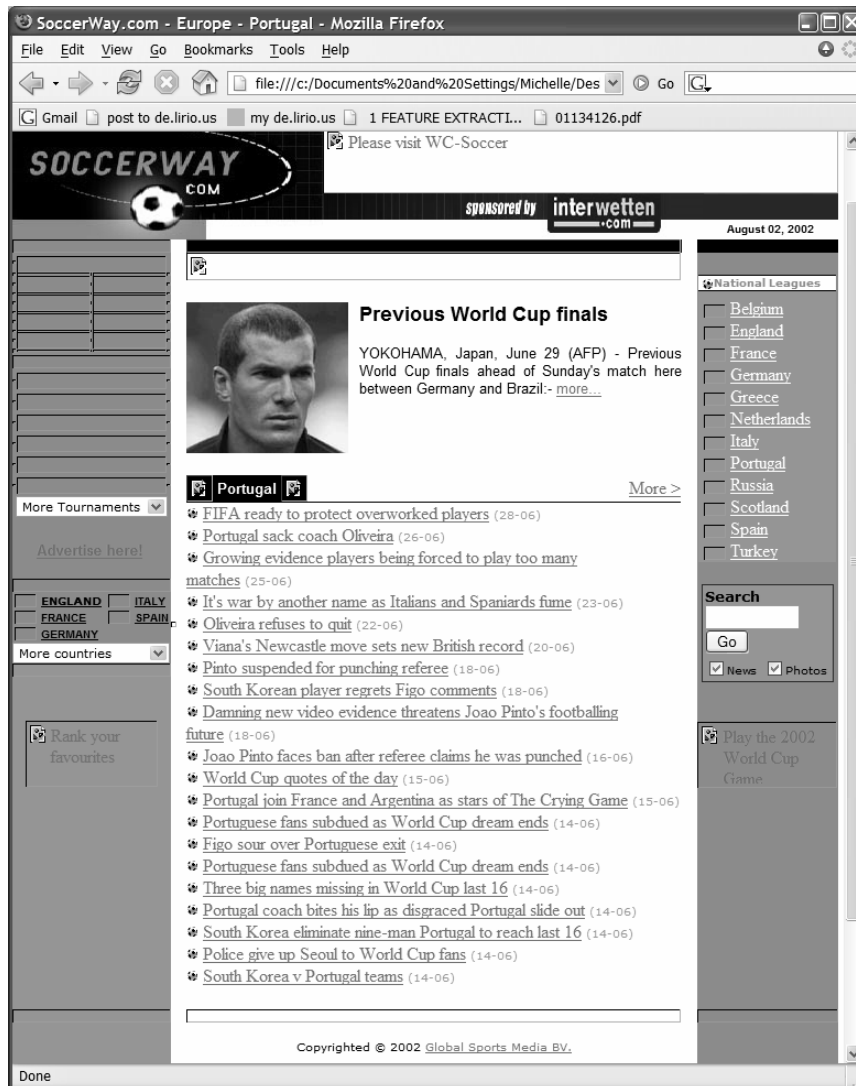 SoccerWay.com - Europe - Portugal - Mozilla Firefox
File Edit View Go Bookmarks Tools Help
file:///c:/Documents%20and%20Settings/Michelle/Des Go G
G Gmail post to de.lirio.us my de.lirio.us 1 FEATURE EXTRACTI... 01134126.pdf
SOCCERWAY
.COM
Please visit WC-Soccer
sponsored by interwetten
.com
August 02, 2002
National Leagues
Belgium
England
France
Germany
Greece
Netherlands
Italy
Portugal
Russia
Scotland
Spain
Turkey
Search
Go
News Photos
Play the 2002
World Cup
Game
More Tournaments
Advertise here!
ENGLAND ITALY
FRANCE SPAIN
GERMANY
More countries
Rank your
favourites
Previous World Cup finals
YOKOHAMA, Japan, June 29 (AFP) - Previous
World Cup finals ahead of Sunday's match here
between Germany and Brazil:- more...
Portugal More >
FIFA ready to protect overworked players (28-06)
Portugal sack coach Oliveira (26-06)
Growing evidence players being forced to play too many
matches (25-06)
It's war by another name as Italians and Spaniards fume (23-06)
Oliveira refuses to quit (22-06)
Viana's Newcastle move sets new British record (20-06)
Pinto suspended for punching referee (18-06)
South Korean player regrets Figo comments (18-06)
Damning new video evidence threatens Joao Pinto's footballing
future (18-06)
Joao Pinto faces ban after referee claims he was punched (16-06)
World Cup quotes of the day (15-06)
Portugal join France and Argentina as stars of The Crying Game (15-06)
Portuguese fans subdued as World Cup dream ends (14-06)
Figo sour over Portuguese exit (14-06)
Portuguese fans subdued as World Cup dream ends (14-06)
Three big names missing in World Cup last 16 (14-06)
Portugal coach bites his lip as disgraced Portugal slide out (14-06)
South Korea eliminate nine-man Portugal to reach last 16 (14-06)
Police give up Seoul to World Cup fans (14-06)
South Korea v Portugal teams (14-06)
Copyrighted © 2002 Global Sports Media BV.
Done